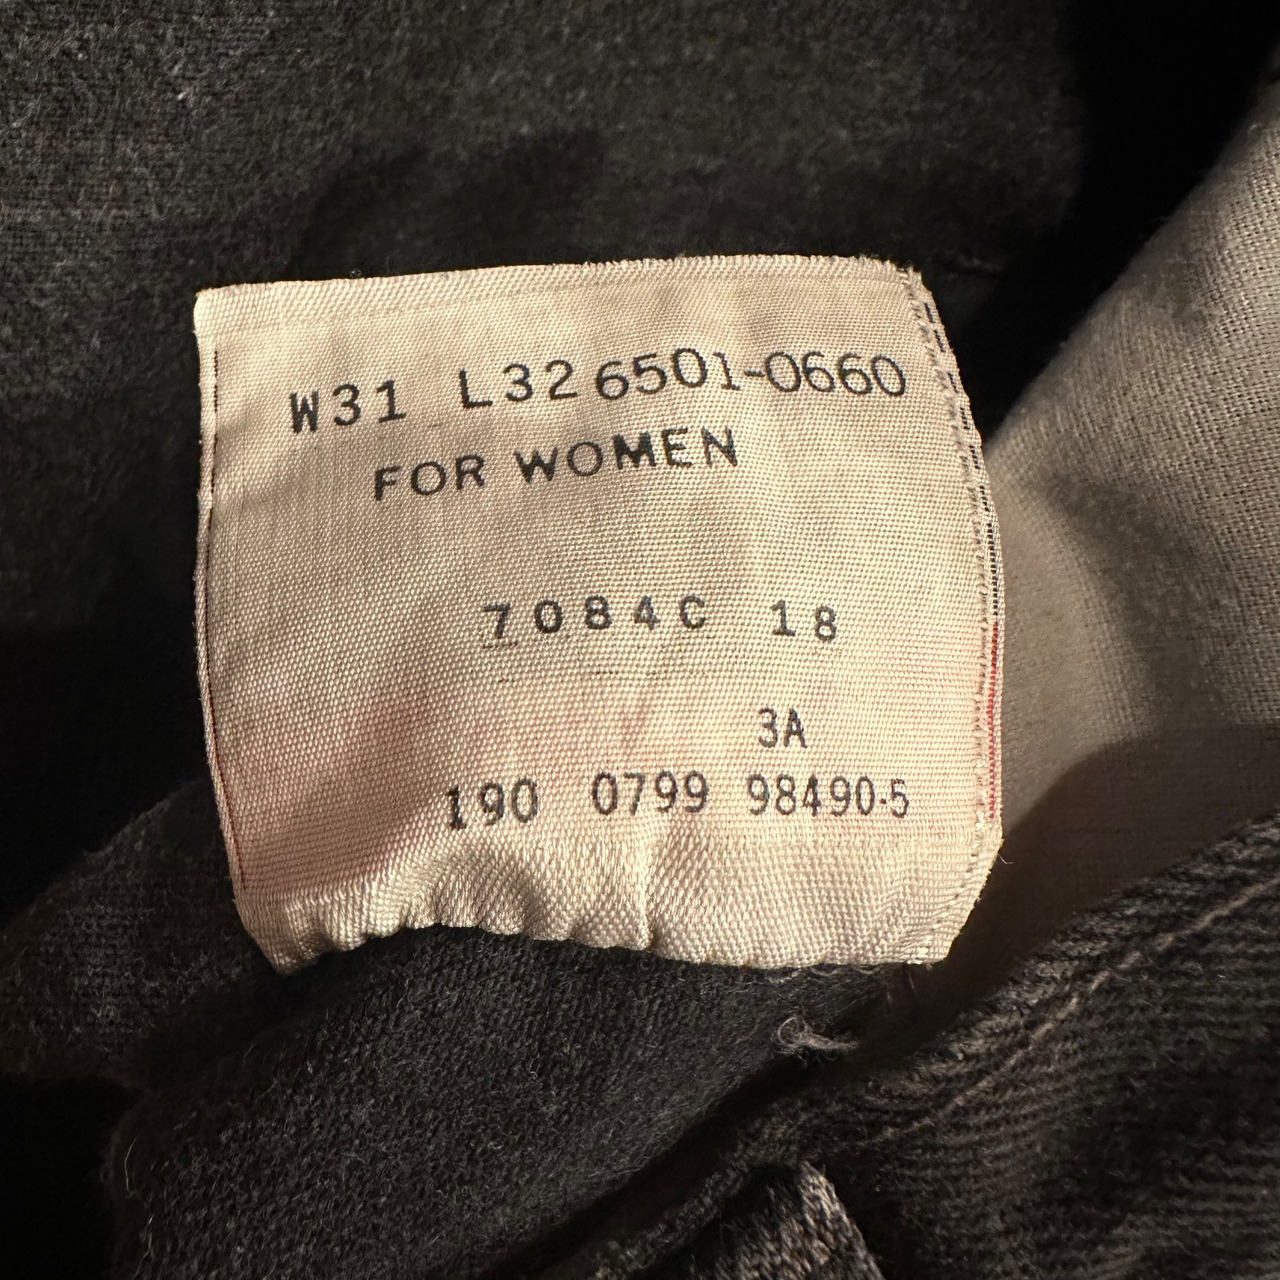 W31 L32 6501-0660
FOR WOMEN
7084C 18
3A
190 0799 98490-5